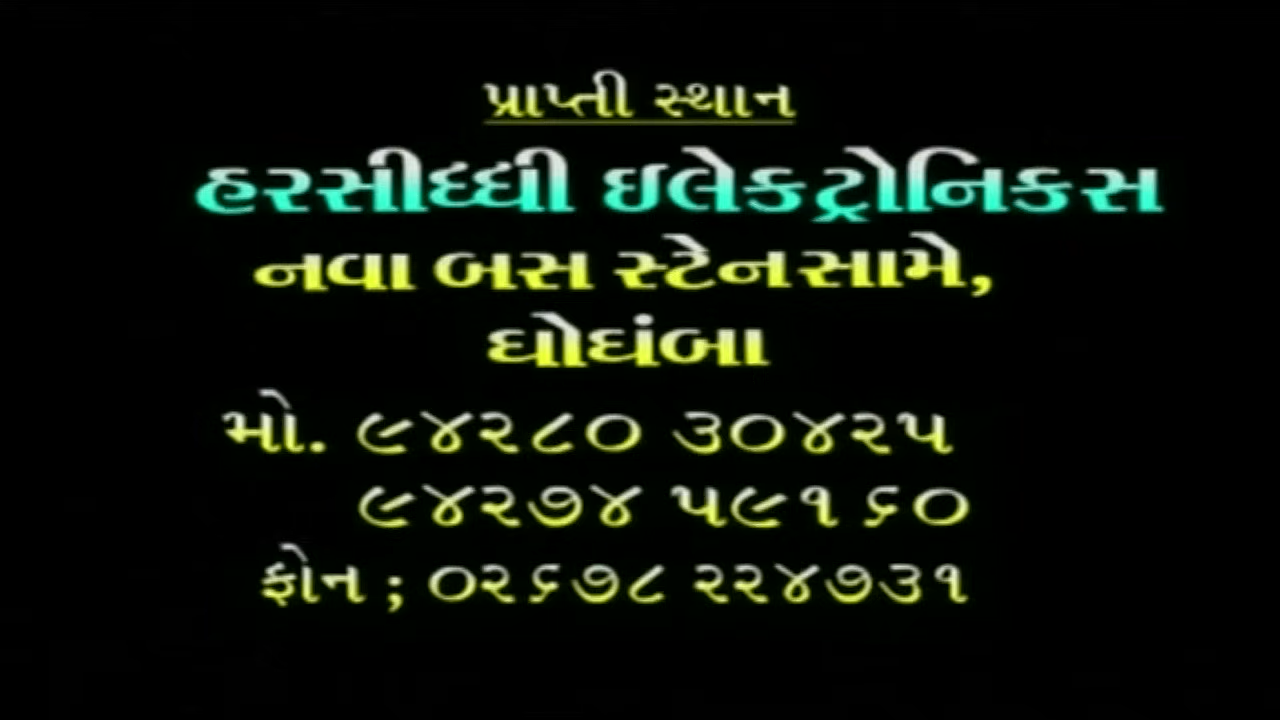 પ્રાપ્તી સ્થાન
હરસીધ્ધી ઇલેકટ્રોનિકસ
નવા બસ સ્ટેનસામે,
ઘોઘંબા
મો. ૯૪૨૮૦ ૩૦૪૨૫
૯૪૨૭૪ ૫૯૧૬૦
ફોન ; ૦૨૬૭૮ ૨૨૪૭૩૧